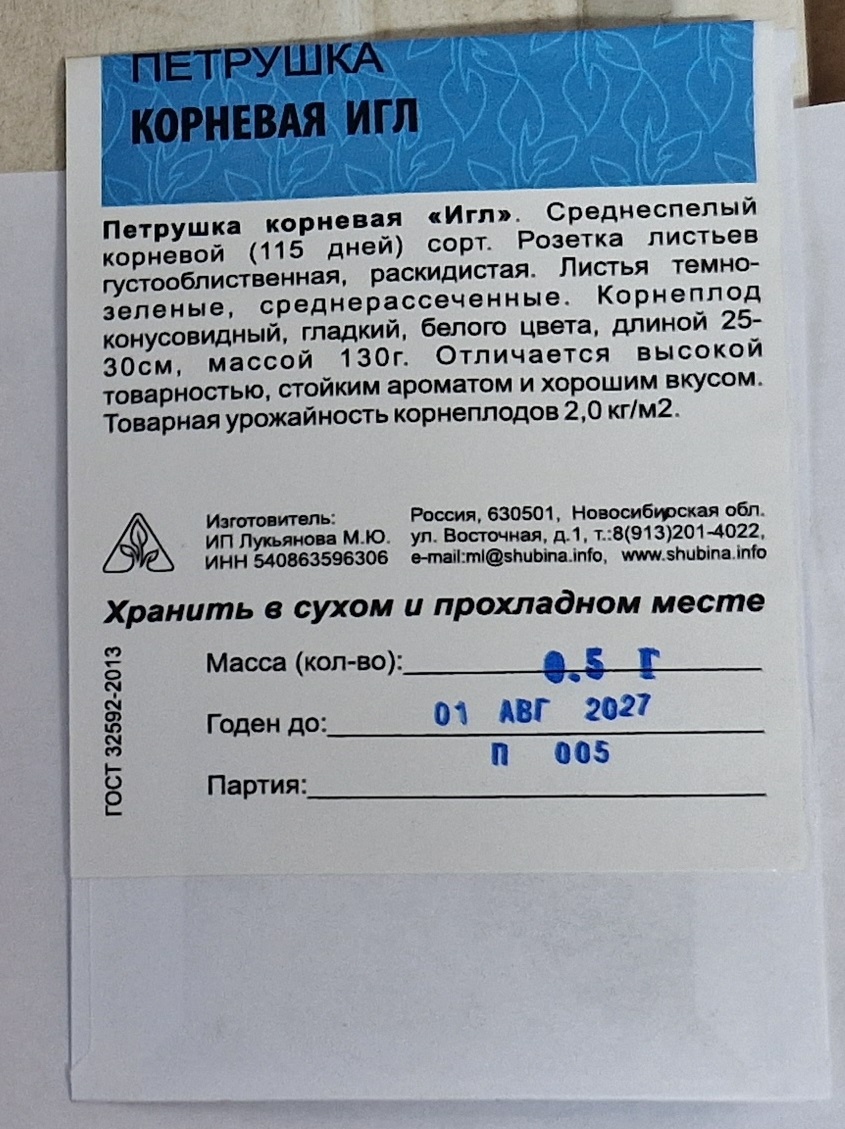 ПЕТРУШКА
КОРНЕВАЯ ИГЛ
Петрушка корневая «Игл». Среднеспелый
корневой (115 дней) сорт. Розетка листьев
густооблиственная, раскидистая. Листья темно-
зеленые, среднерассеченные. Корнеплод
конусовидный, гладкий, белого цвета, длиной 25-
30см, массой 130г. Отличается высокой
товарностью, стойким ароматом и хорошим вкусом.
Товарная урожайность корнеплодов 2,0 кг/м2.
Изготовитель:
ИП Лукьянова М.Ю.
ИНН 540863596306
Россия, 630501, Новосибирская обл.
ул. Восточная, д.1, т.:8(913)201-4022,
e-mail:ml@shubina.info, www.shubina.info
Хранить в сухом и прохладном месте
ГОСТ 32592-2013
Масса (кол-во): 0.5 Г
Годен до: 01 АВГ 2027
П 005
Партия: